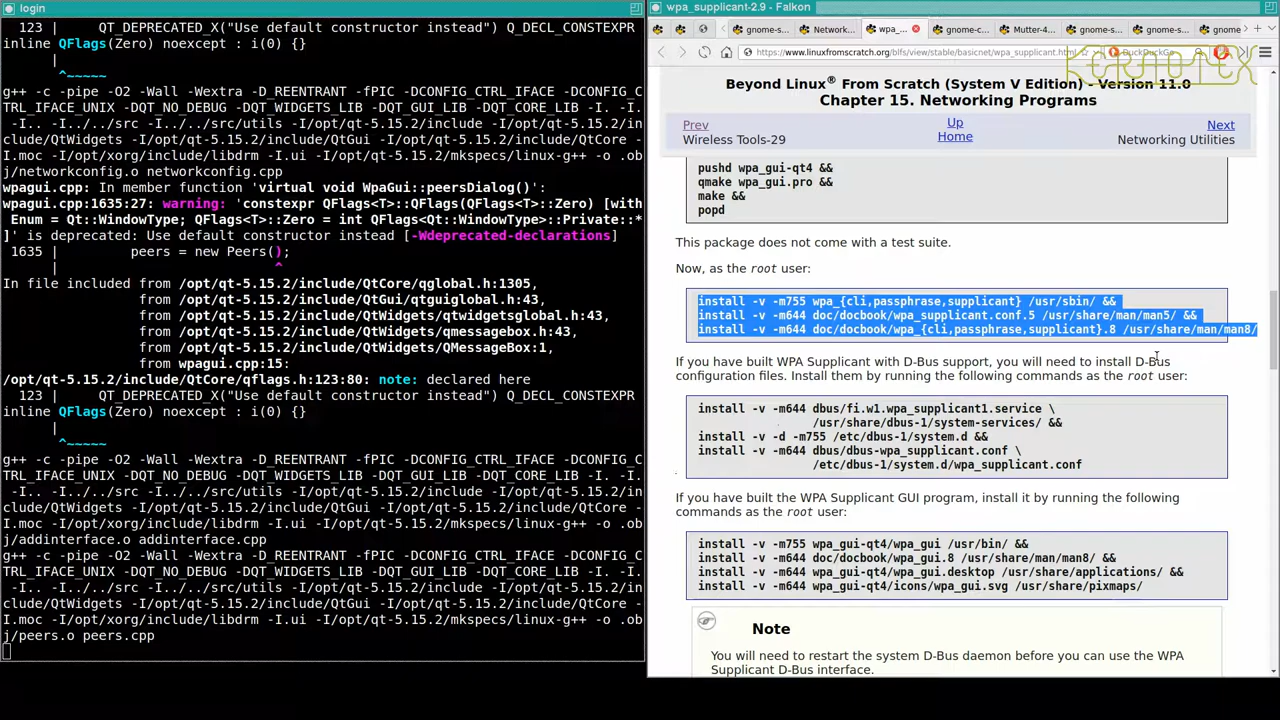 login
123 |     QT_DEPRECATED_X("Use default constructor instead") Q_DECL_CONSTEXPR
inline QFlags(Zero) noexcept : i(0) {}
|
^~~~~~
g++ -c -pipe -O2 -Wall -Wextra -D_REENTRANT -fPIC -DCONFIG_CTRL_IFACE -DCONFIG_C
TRL_IFACE_UNIX -DQT_NO_DEBUG -DQT_WIDGETS_LIB -DQT_GUI_LIB -DQT_CORE_LIB -I. -I.
-I.. -I../../src -I../../src/utils -I/opt/qt-5.15.2/include -I/opt/qt-5.15.2/in
clude/QtWidgets -I/opt/qt-5.15.2/include/QtGui -I/opt/qt-5.15.2/include/QtCore -
I.moc -I/opt/xorg/include/libdrm -I.ui -I/opt/qt-5.15.2/mkspecs/linux-g++ -o .ob
j/networkconfig.o networkconfig.cpp
wpagui.cpp: In member function 'virtual void WpaGui::peersDialog()':
wpagui.cpp:1635:27: warning: 'constexpr QFlags<T>::QFlags(QFlags<T>::Zero) [with
Enum = Qt::WindowType; QFlags<T>::Zero = int QFlags<Qt::WindowType>::Private::*
]' is deprecated: Use default constructor instead [-Wdeprecated-declarations]
1635 |         peers = new Peers();
|                           ^
In file included from /opt/qt-5.15.2/include/QtCore/qglobal.h:1305,
from /opt/qt-5.15.2/include/QtGui/qtguiglobal.h:43,
from /opt/qt-5.15.2/include/QtWidgets/qtwidgetsglobal.h:43,
from /opt/qt-5.15.2/include/QtWidgets/qmessagebox.h:43,
from /opt/qt-5.15.2/include/QtWidgets/QMessageBox:1,
from wpagui.cpp:15:
/opt/qt-5.15.2/include/QtCore/qflags.h:123:80: note: declared here
123 |     QT_DEPRECATED_X("Use default constructor instead") Q_DECL_CONSTEXPR
inline QFlags(Zero) noexcept : i(0) {}
|
^~~~~~
g++ -c -pipe -O2 -Wall -Wextra -D_REENTRANT -fPIC -DCONFIG_CTRL_IFACE -DCONFIG_C
TRL_IFACE_UNIX -DQT_NO_DEBUG -DQT_WIDGETS_LIB -DQT_GUI_LIB -DQT_CORE_LIB -I. -I.
-I.. -I../../src -I../../src/utils -I/opt/qt-5.15.2/include -I/opt/qt-5.15.2/in
clude/QtWidgets -I/opt/qt-5.15.2/include/QtGui -I/opt/qt-5.15.2/include/QtCore -
I.moc -I/opt/xorg/include/libdrm -I.ui -I/opt/qt-5.15.2/mkspecs/linux-g++ -o .ob
j/addinterface.o addinterface.cpp
g++ -c -pipe -O2 -Wall -Wextra -D_REENTRANT -fPIC -DCONFIG_CTRL_IFACE -DCONFIG_C
TRL_IFACE_UNIX -DQT_NO_DEBUG -DQT_WIDGETS_LIB -DQT_GUI_LIB -DQT_CORE_LIB -I. -I.
-I.. -I../../src -I../../src/utils -I/opt/qt-5.15.2/include -I/opt/qt-5.15.2/in
clude/QtWidgets -I/opt/qt-5.15.2/include/QtGui -I/opt/qt-5.15.2/include/QtCore -
I.moc -I/opt/xorg/include/libdrm -I.ui -I/opt/qt-5.15.2/mkspecs/linux-g++ -o .ob
j/peers.o peers.cpp
wpa_supplicant-2.9 - Falkon
gnome-s... Network... wpa_... gnome-c... Mutter-4... gnome-s... gnome-s... gnome
https://www.linuxfromscratch.org/blfs/view/stable/basicnet/wpa_supplicant.html DuckDuckGo
KERNOTEX
Beyond Linux® From Scratch (System V Edition) - Version 11.0
Chapter 15. Networking Programs
Prev Up Next
Wireless Tools-29 Home Networking Utilities
pushd wpa_gui-qt4 &&
qmake wpa_gui.pro &&
make &&
popd
This package does not come with a test suite.
Now, as the root user:
install -v -m755 wpa_{cli,passphrase,supplicant} /usr/sbin/ &&
install -v -m644 doc/docbook/wpa_supplicant.conf.5 /usr/share/man/man5/ &&
install -v -m644 doc/docbook/wpa_{cli,passphrase,supplicant}.8 /usr/share/man/man8/
If you have built WPA Supplicant with D-Bus support, you will need to install D-Bus
configuration files. Install them by running the following commands as the root user:
install -v -m644 dbus/fi.w1.wpa_supplicant1.service \
/usr/share/dbus-1/system-services/ &&
install -v -d -m755 /etc/dbus-1/system.d &&
install -v -m644 dbus/dbus-wpa_supplicant.conf \
/etc/dbus-1/system.d/wpa_supplicant.conf
If you have built the WPA Supplicant GUI program, install it by running the following
commands as the root user:
install -v -m755 wpa_gui-qt4/wpa_gui /usr/bin/ &&
install -v -m644 doc/docbook/wpa_gui.8 /usr/share/man/man8/ &&
install -v -m644 wpa_gui-qt4/wpa_gui.desktop /usr/share/applications/ &&
install -v -m644 wpa_gui-qt4/icons/wpa_gui.svg /usr/share/pixmaps/
Note
You will need to restart the system D-Bus daemon before you can use the WPA
Supplicant D-Bus interface.